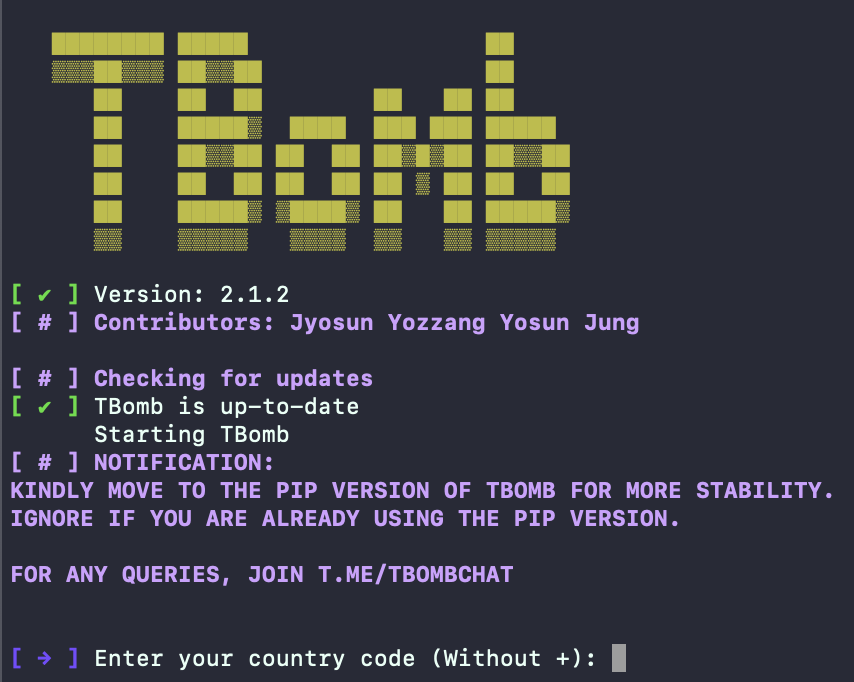 TBomb
[ ✔ ] Version: 2.1.2
[ # ] Contributors: Jyosun Yozzang Yosun Jung
[ # ] Checking for updates
[ ✔ ] TBomb is up-to-date
Starting TBomb
[ # ] NOTIFICATION:
KINDLY MOVE TO THE PIP VERSION OF TBOMB FOR MORE STABILITY.
IGNORE IF YOU ARE ALREADY USING THE PIP VERSION.
FOR ANY QUERIES, JOIN T.ME/TBOMBCHAT
[ → ] Enter your country code (Without +):